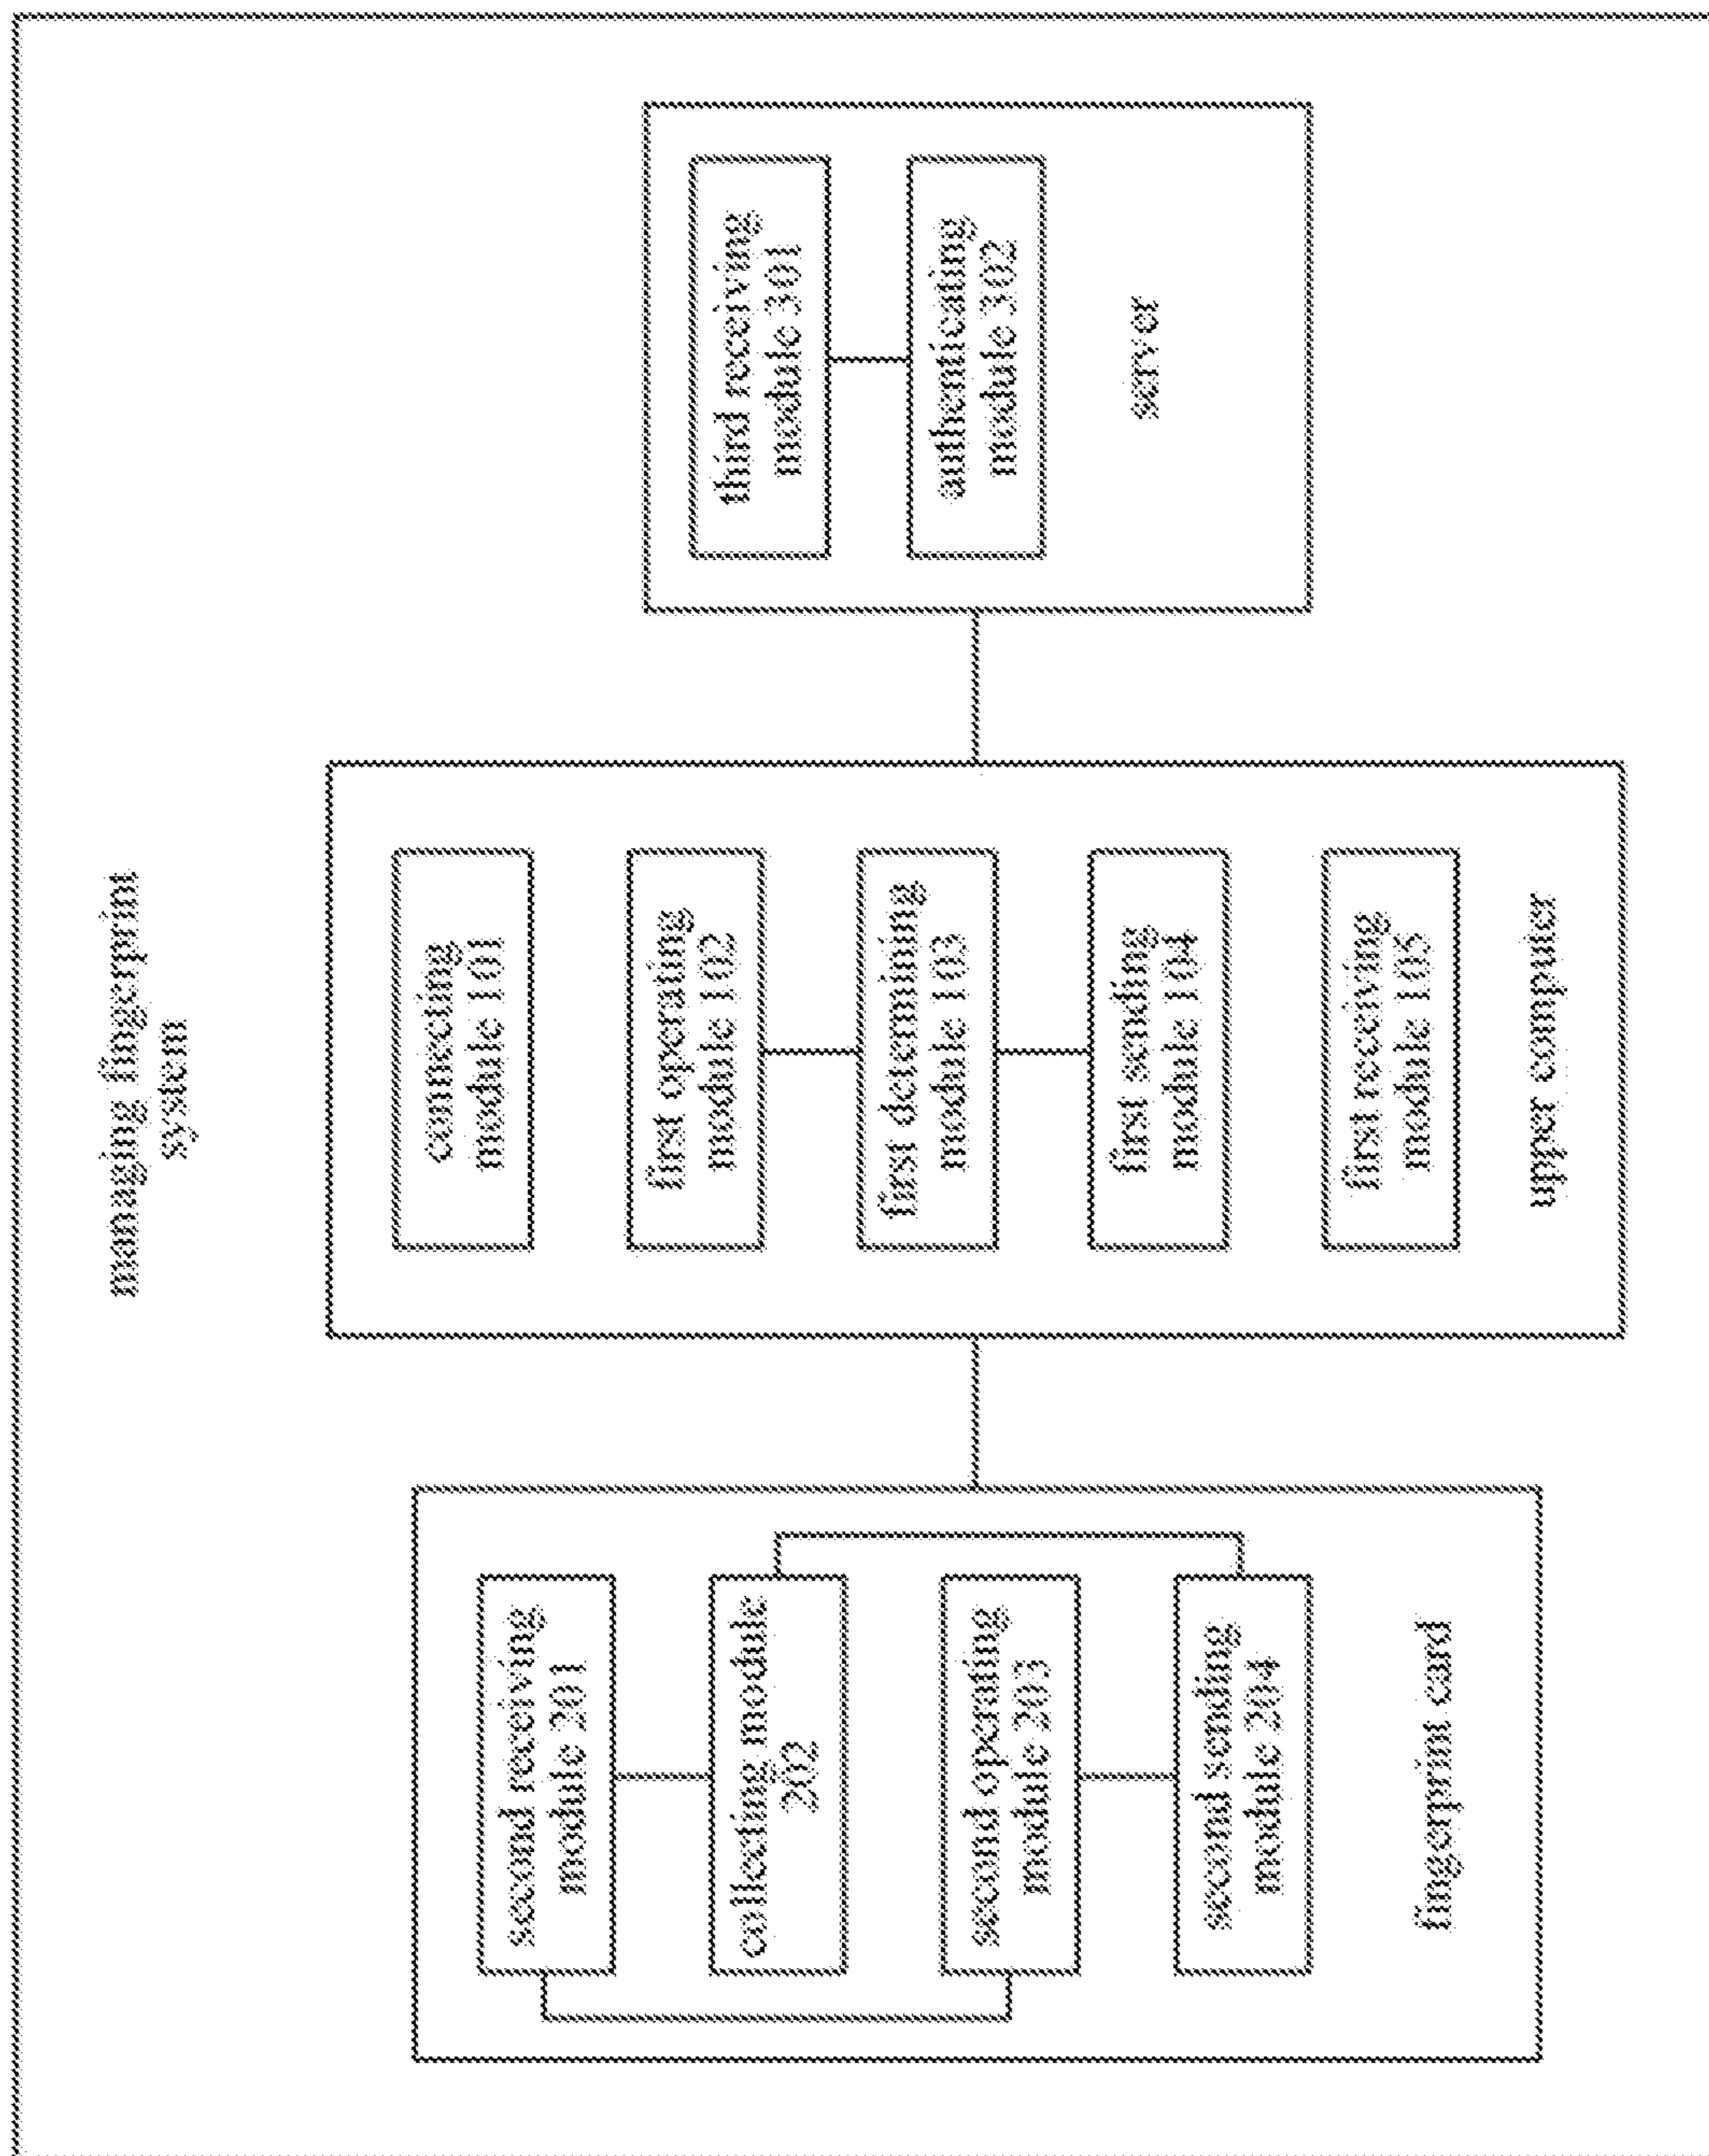 managing fingerprint
system
second receiving
module 201
collecting module
202
second operating
module 203
second sending
module 204
fingerprint card
connecting
module 101
first operating
module 102
first determining
module 103
first sending
module 104
first receiving
module 105
upper computer
third receiving
module 301
authenticating
module 302
server